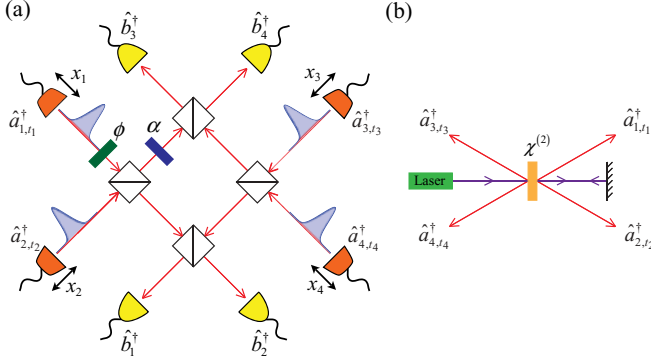 (a)
b̂₃†
b̂₄†
x₁
x₃
â†₁,ₜ₁
ϕ
α
â†₃,ₜ₃
â†₂,ₜ₂
â†₄,ₜ₄
x₂
x₄
b̂₁†
b̂₂†
(b)
â†₃,ₜ₃
â†₁,ₜ₁
χ⁽²⁾
Laser
â†₄,ₜ₄
â†₂,ₜ₂